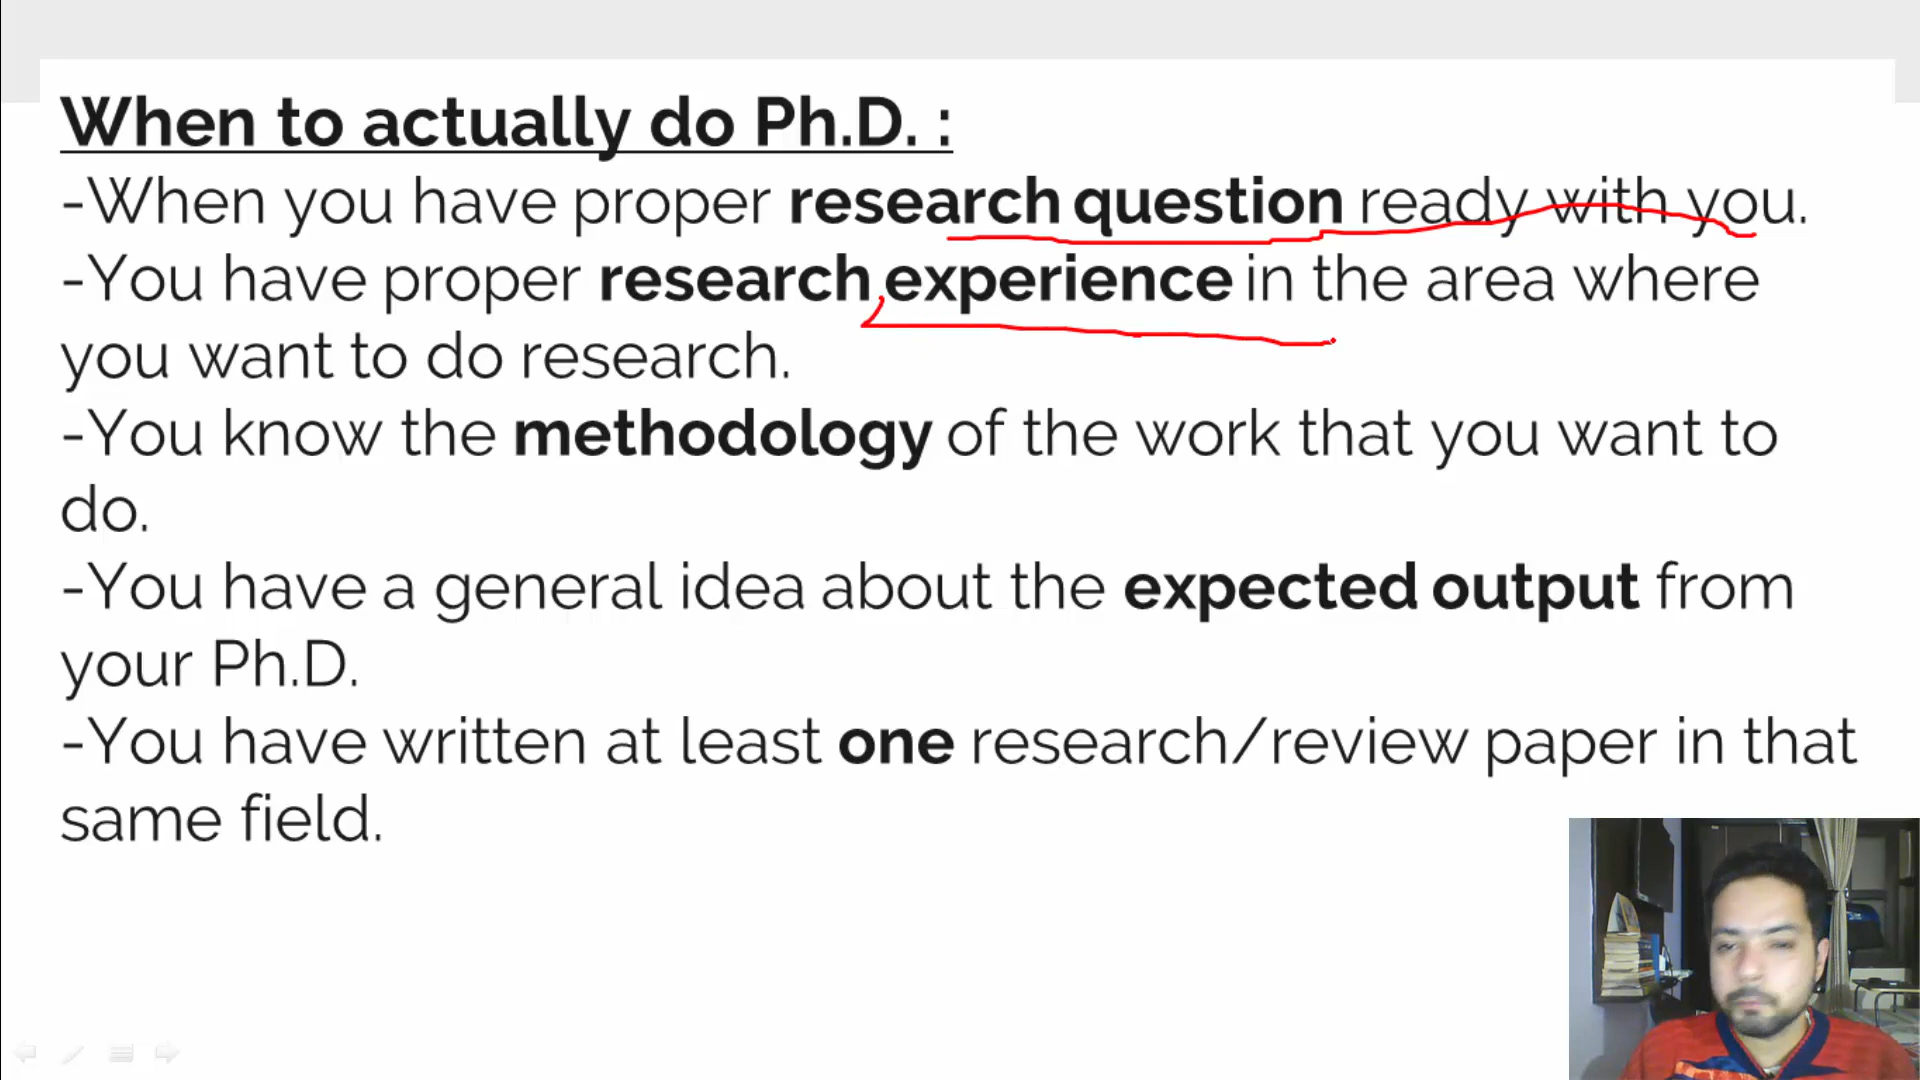 When to actually do Ph.D. :
-When you have proper research question ready with you.
-You have proper research experience in the area where
you want to do research.
-You know the methodology of the work that you want to
do.
-You have a general idea about the expected output from
your Ph.D.
-You have written at least one research/review paper in that
same field.